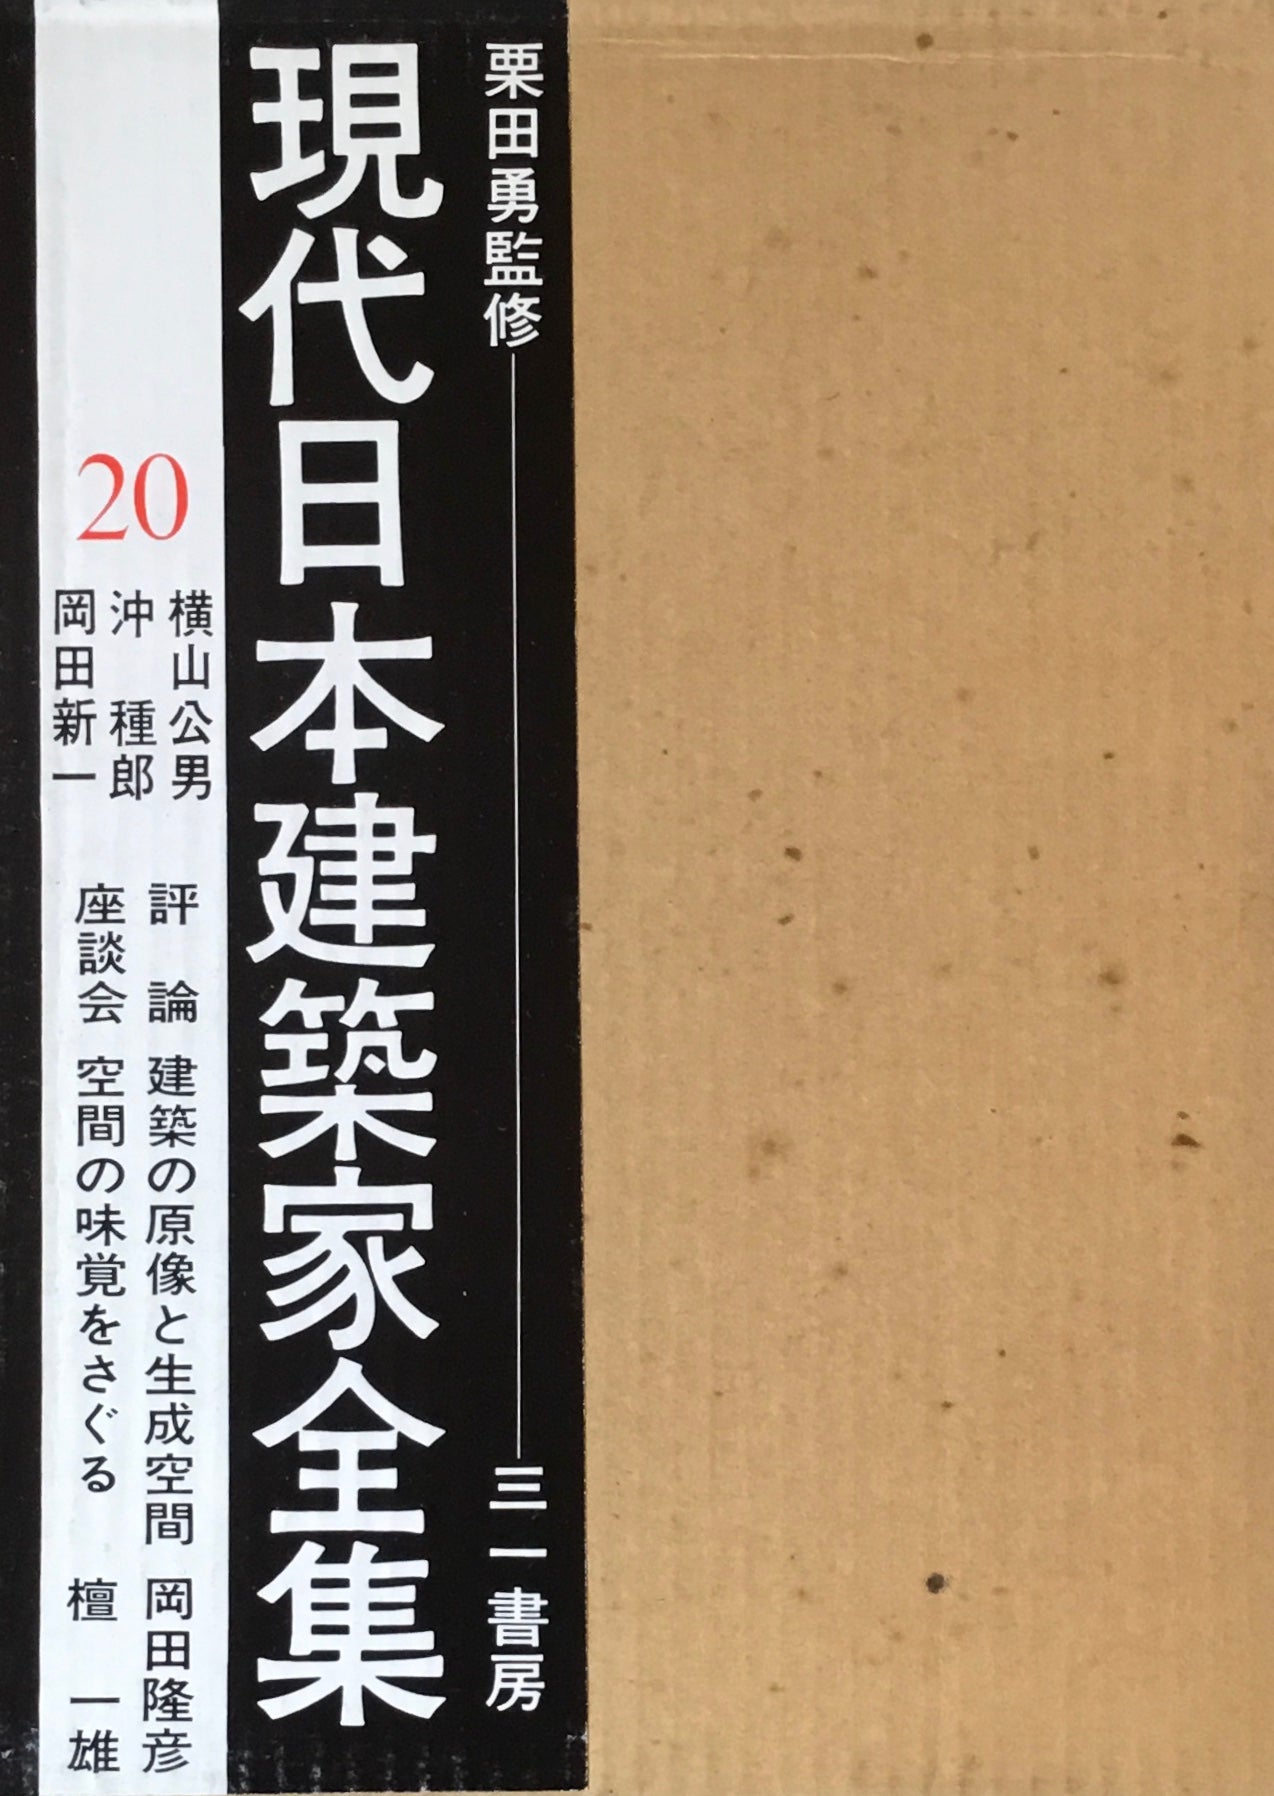 栗田勇監修
三一書房
現代日本建築家全集
20
横山公男
沖種郎
岡田新一
評論 建築の原像と生成空間 岡田隆彦
座談会 空間の味覚をさぐる 檀一雄